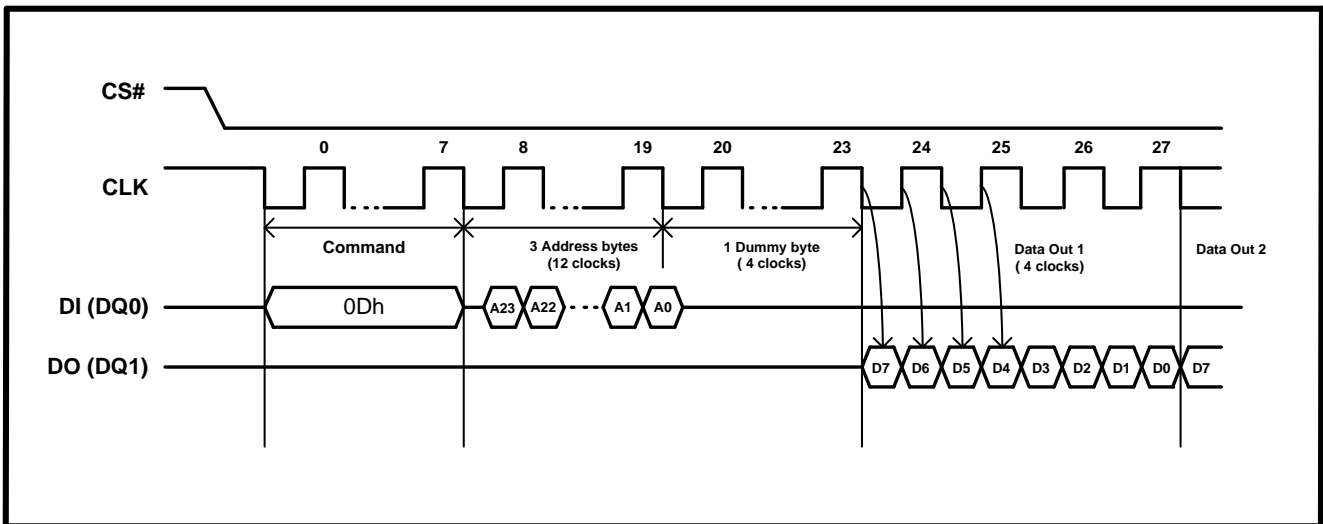 CS#
0 7 8 19 20 23 24 25 26 27
CLK
Command
3 Address bytes
(12 clocks)
1 Dummy byte
( 4 clocks)
Data Out 1
( 4 clocks)
Data Out 2
DI (DQ0)
0Dh
A23 A22 A1 A0
DO (DQ1)
D7 D6 D5 D4 D3 D2 D1 D0 D7